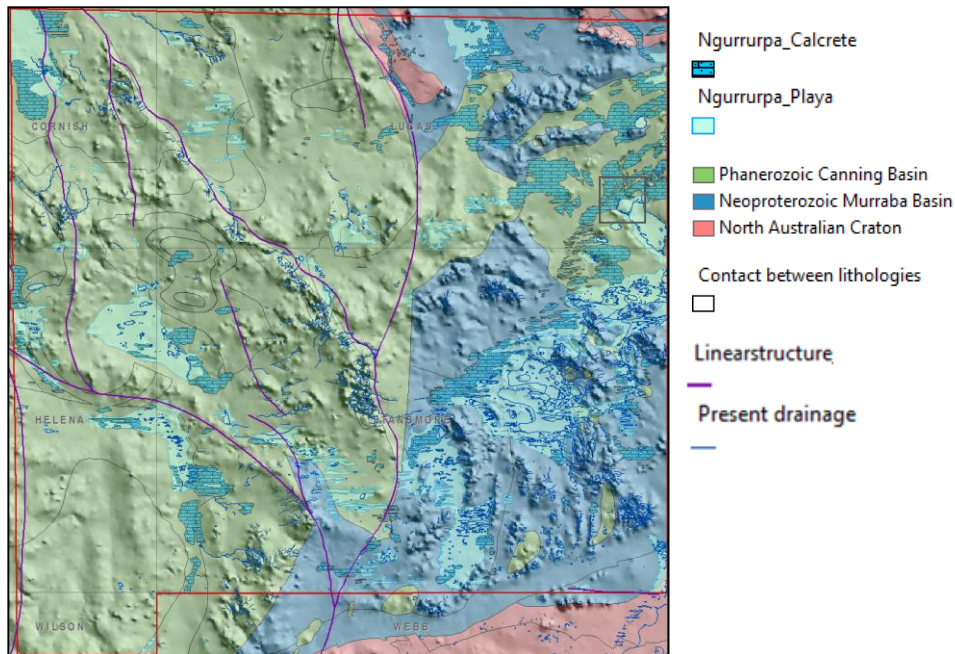 Ngurrurpa_Calcrete
Ngurrurpa_Playa
Phanerozoic Canning Basin
Neoproterozoic Murraba Basin
North Australian Craton
Contact between lithologies
Linearstructure
Present drainage
CORNISH
LUCAS
HELENA
STANSMORE
WILSON
WEBB